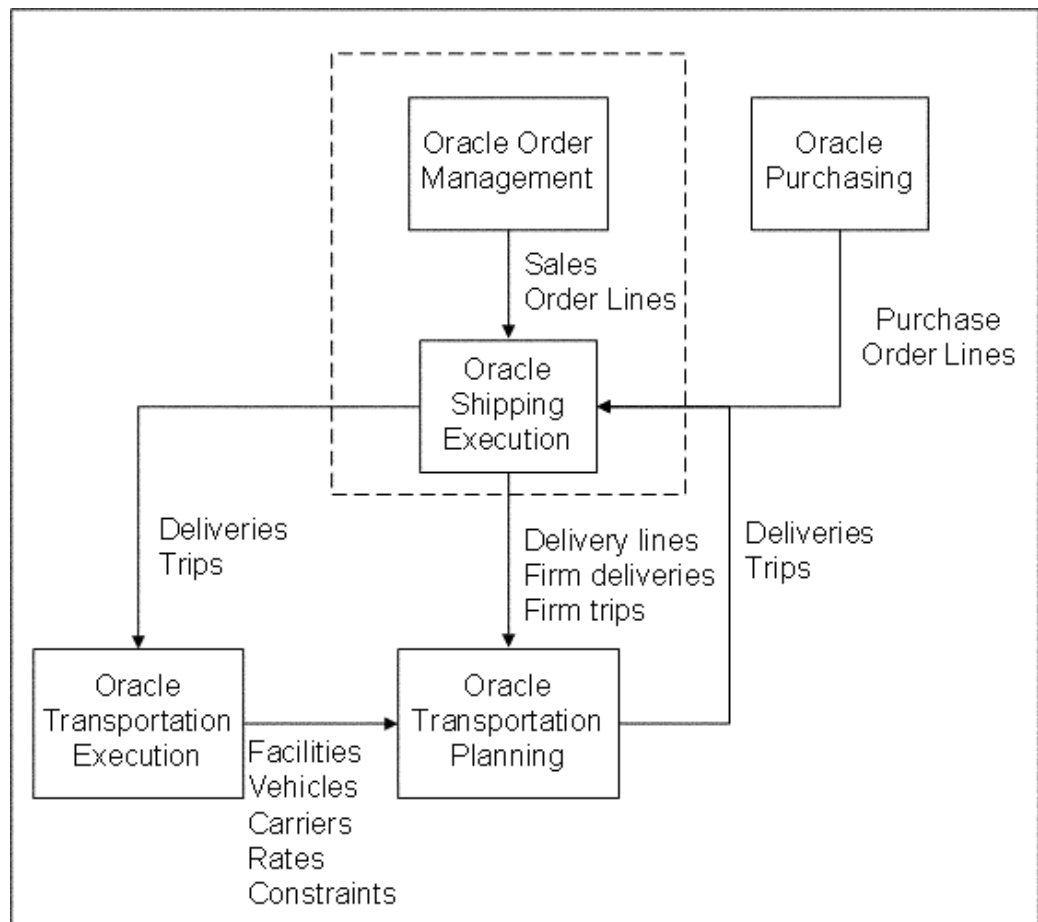 Oracle Order
Management
Oracle
Purchasing
Sales
Order Lines
Purchase
Order Lines
Oracle
Shipping
Execution
Deliveries
Trips
Delivery lines
Firm deliveries
Firm trips
Deliveries
Trips
Oracle
Transportation
Execution
Facilities
Vehicles
Carriers
Rates
Constraints
Oracle
Transportation
Planning